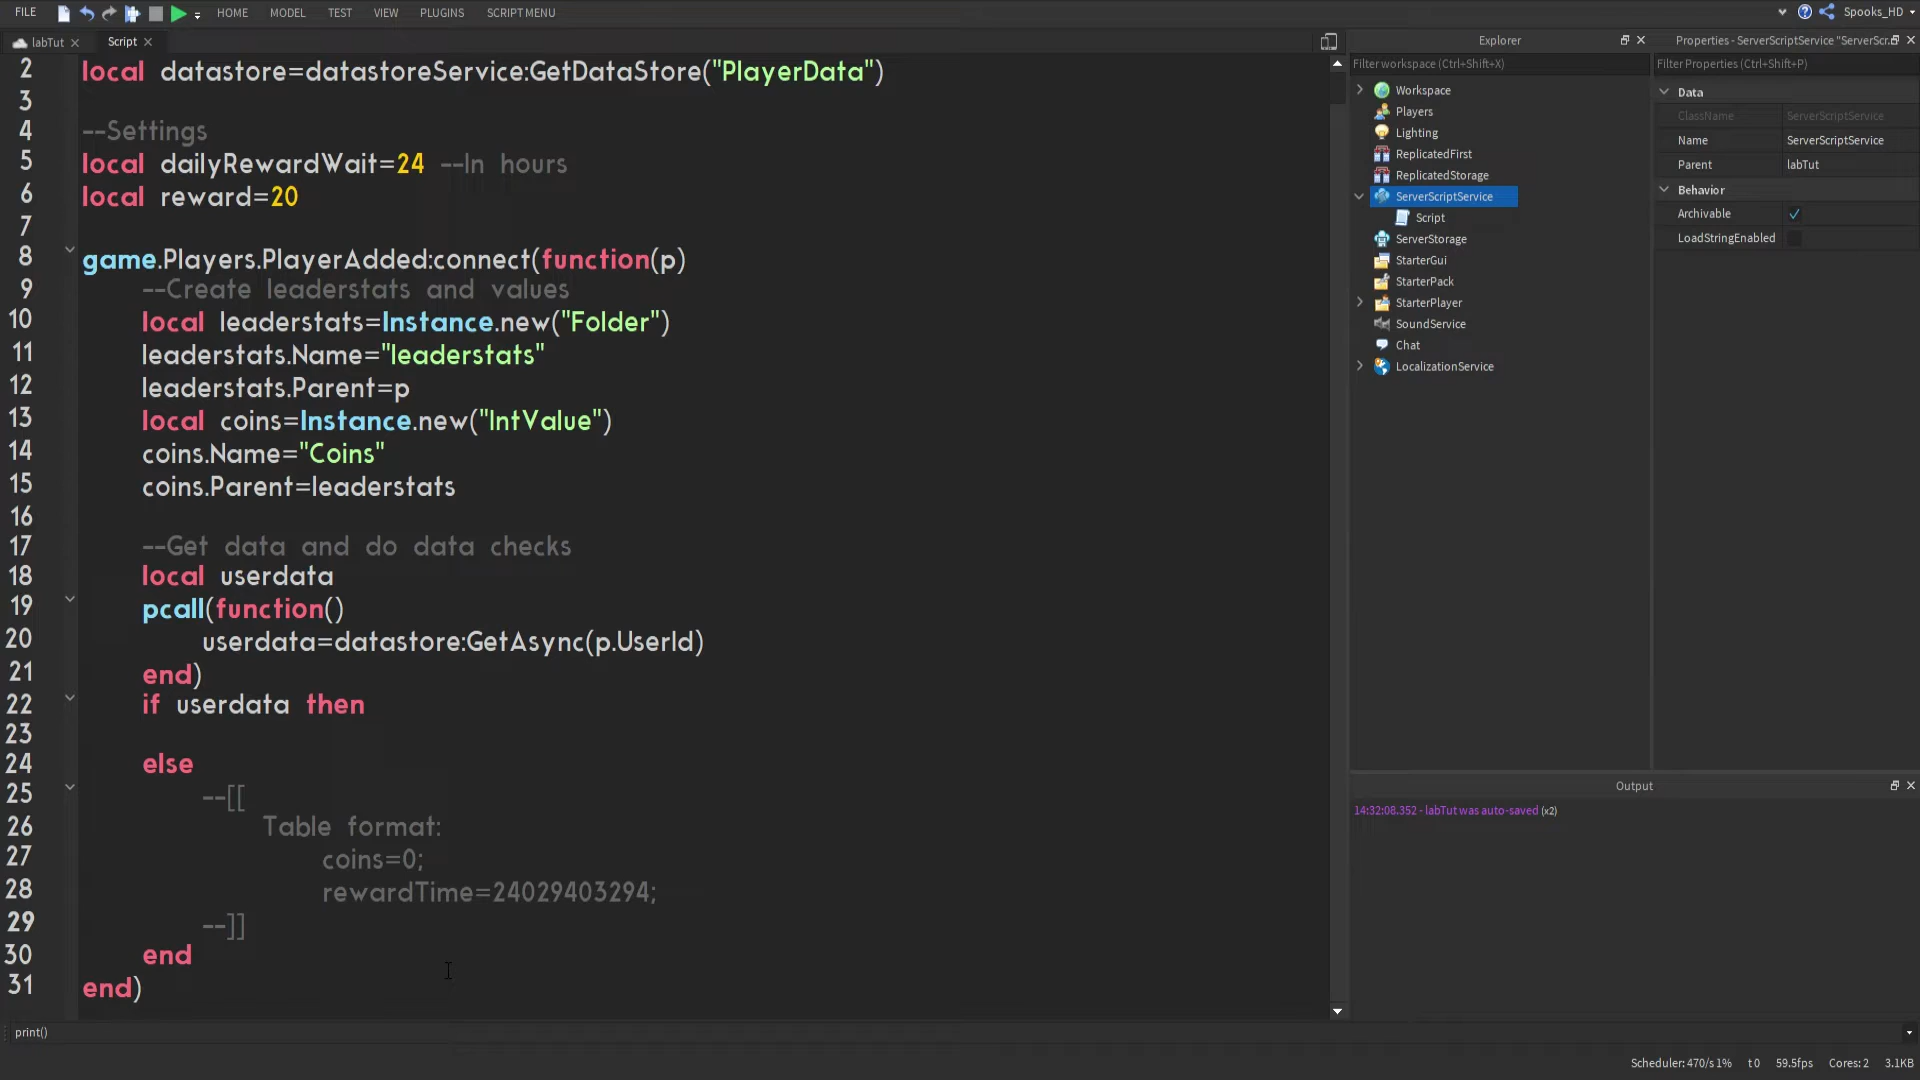 FILE HOME MODEL TEST VIEW PLUGINS SCRIPT MENU Spooks_HD
labTut Script
2 local datastore=datastoreService:GetDataStore("PlayerData")
3
4 --Settings
5 local dailyRewardWait=24 --In hours
6 local reward=20
7
8 game.Players.PlayerAdded:connect(function(p)
9 --Create leaderstats and values
10 local leaderstats=Instance.new("Folder")
11 leaderstats.Name="leaderstats"
12 leaderstats.Parent=p
13 local coins=Instance.new("IntValue")
14 coins.Name="Coins"
15 coins.Parent=leaderstats
16
17 --Get data and do data checks
18 local userdata
19 pcall(function()
20 userdata=datastore:GetAsync(p.UserId)
21 end)
22 if userdata then
23
24 else
25 --[[
26 Table format:
27 coins=0;
28 rewardTime=24029403294;
29 --]]
30 end
31 end)
print()
Explorer
Filter workspace (Ctrl+Shift+X)
Workspace
Players
Lighting
ReplicatedFirst
ReplicatedStorage
ServerScriptService
Script
ServerStorage
StarterGui
StarterPack
StarterPlayer
SoundService
Chat
LocalizationService
Properties - ServerScriptService "ServerScr...
Filter Properties (Ctrl+Shift+P)
Data
ClassName ServerScriptService
Name ServerScriptService
Parent labTut
Behavior
Archivable
LoadStringEnabled
Output
14:32:08.352 - labTut was auto-saved (x2)
Scheduler: 470/s 1% t 0 59.5fps Cores: 2 3.1KB